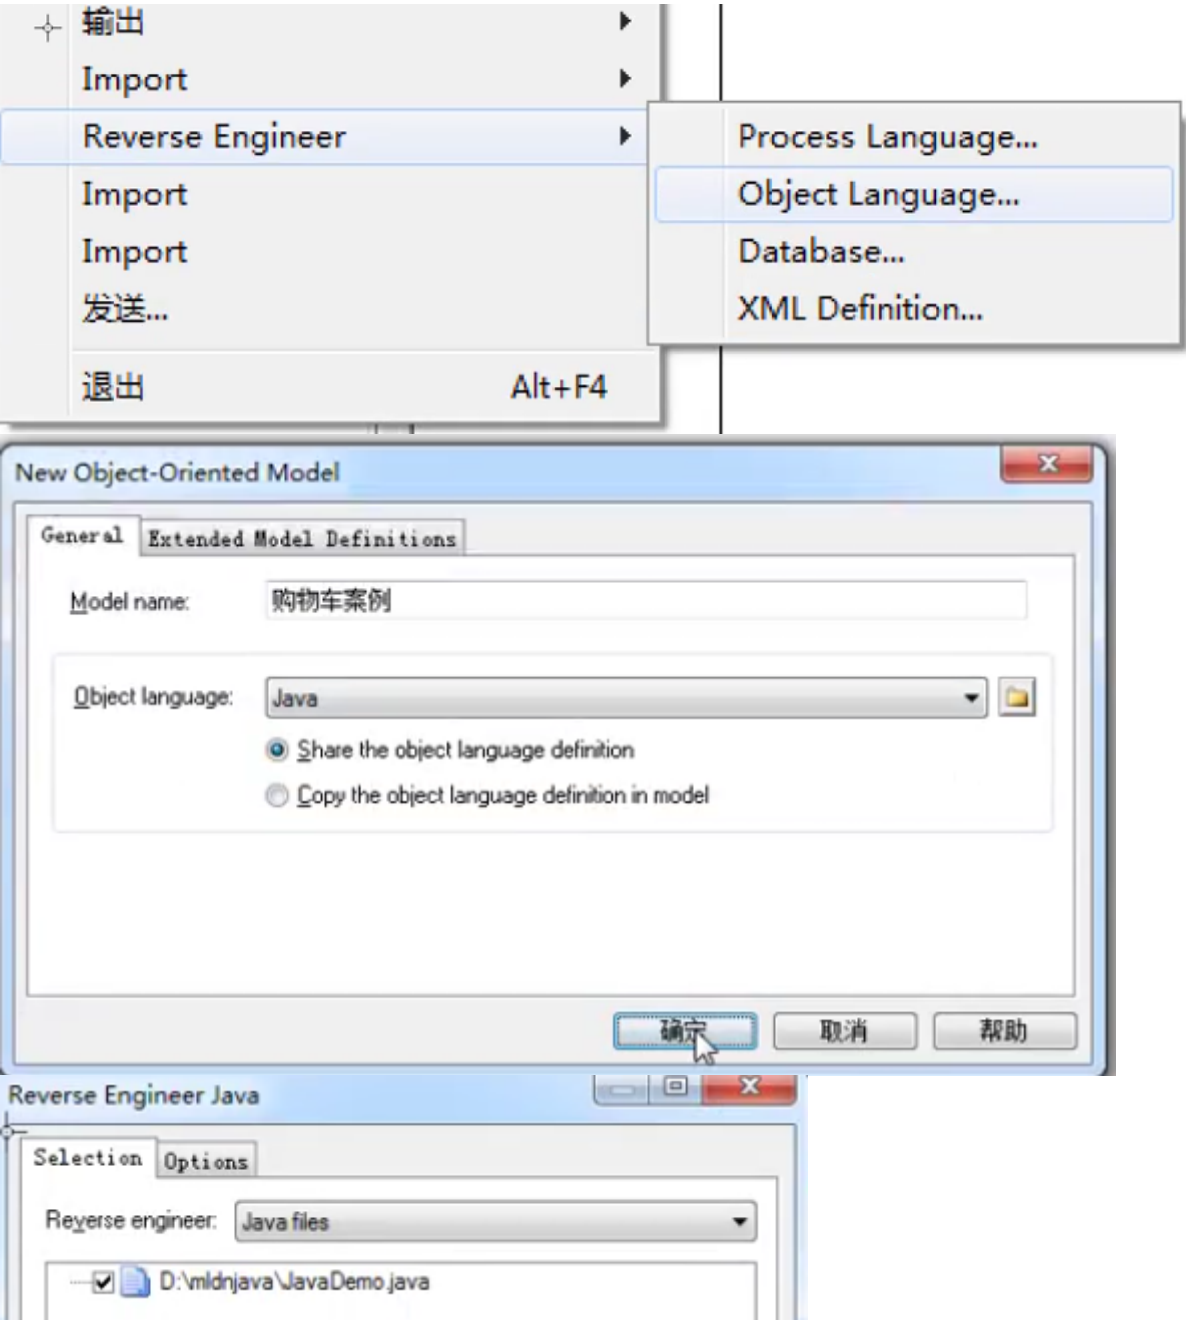 输出
Import
Reverse Engineer
Import
Import
发送...
退出 Alt+F4
Process Language...
Object Language...
Database...
XML Definition...
New Object-Oriented Model
General Extended Model Definitions
Model name: 购物车案例
Object language: Java
Share the object language definition
Copy the object language definition in model
确定 取消 帮助
Reverse Engineer Java
Selection Options
Reverse engineer: Java files
D:\mldnjava\JavaDemo.java